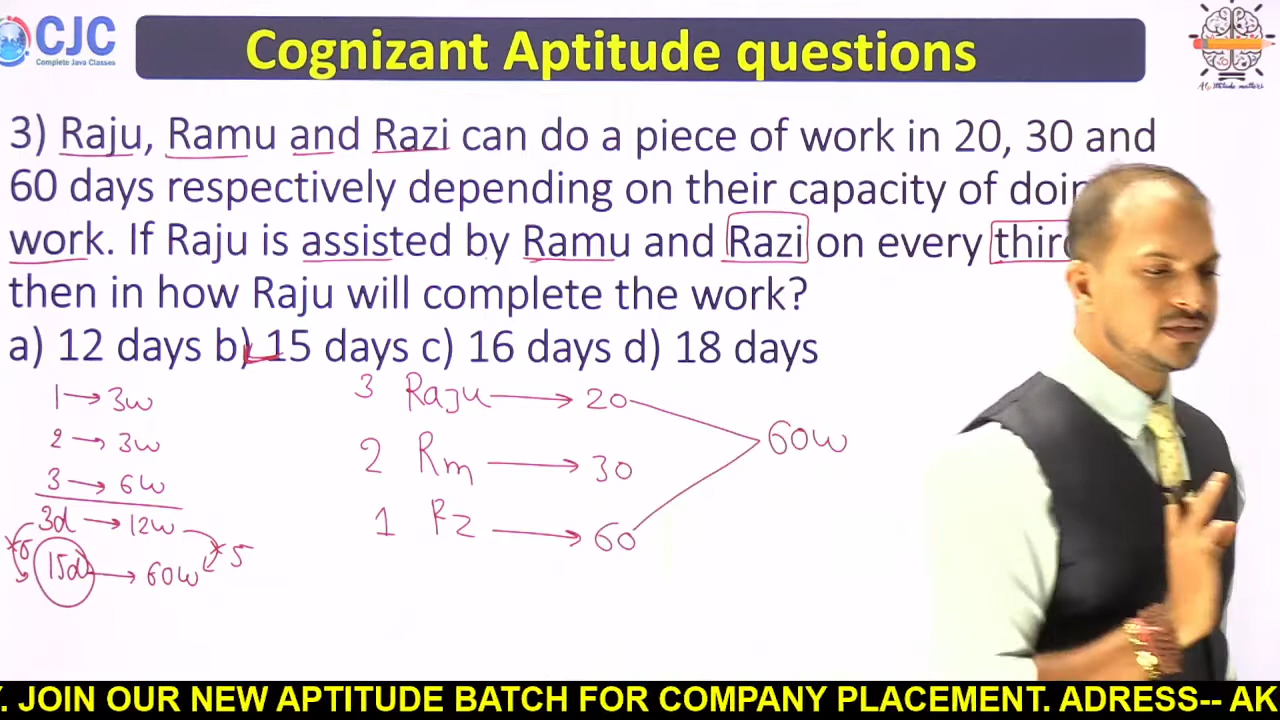 CJC
Complete Java Classes
Cognizant Aptitude questions
3) Raju, Ramu and Razi can do a piece of work in 20, 30 and
60 days respectively depending on their capacity of
work. If Raju is assisted by Ramu and Razi on every
then in how Raju will complete the work?
a) 12 days b) 15 days c) 16 days d) 18 days
1 → 3w
2 → 3w
3 → 6w
3d → 12w
15d → 60w
×5
3 Raju → 20
2 Rm → 30
1 Rz → 60
60w
. JOIN OUR NEW APTITUDE BATCH FOR COMPANY PLACEMENT. ADRESS-- AK